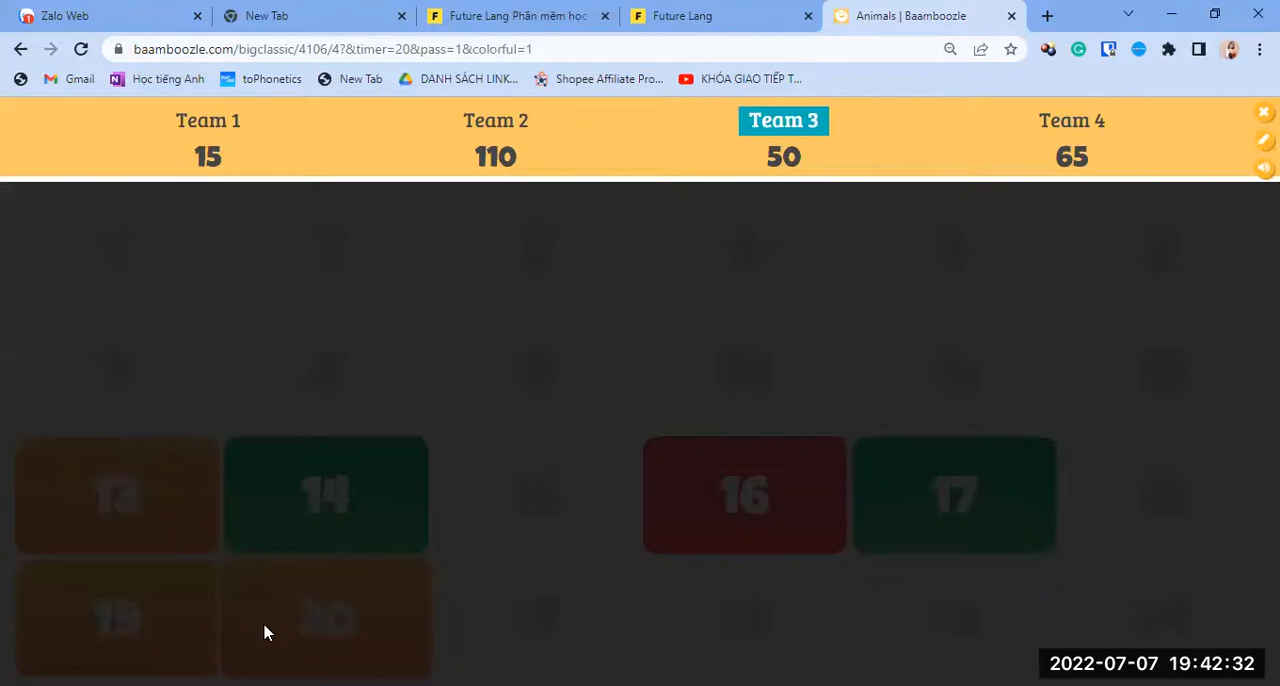 Zalo Web
New Tab
Future Lang Phần mềm học
Future Lang
Animals | Baamboozle
baamboozle.com/bigclassic/4106/4?&timer=20&pass=1&colorful=1
Gmail
Học tiếng Anh
toPhonetics
New Tab
DANH SÁCH LINK...
Shopee Affiliate Pro...
KHÓA GIAO TIẾP T...
Team 1
Team 2
Team 3
Team 4
15
110
50
65
13
14
16
17
19
20
2022-07-07 19:42:32